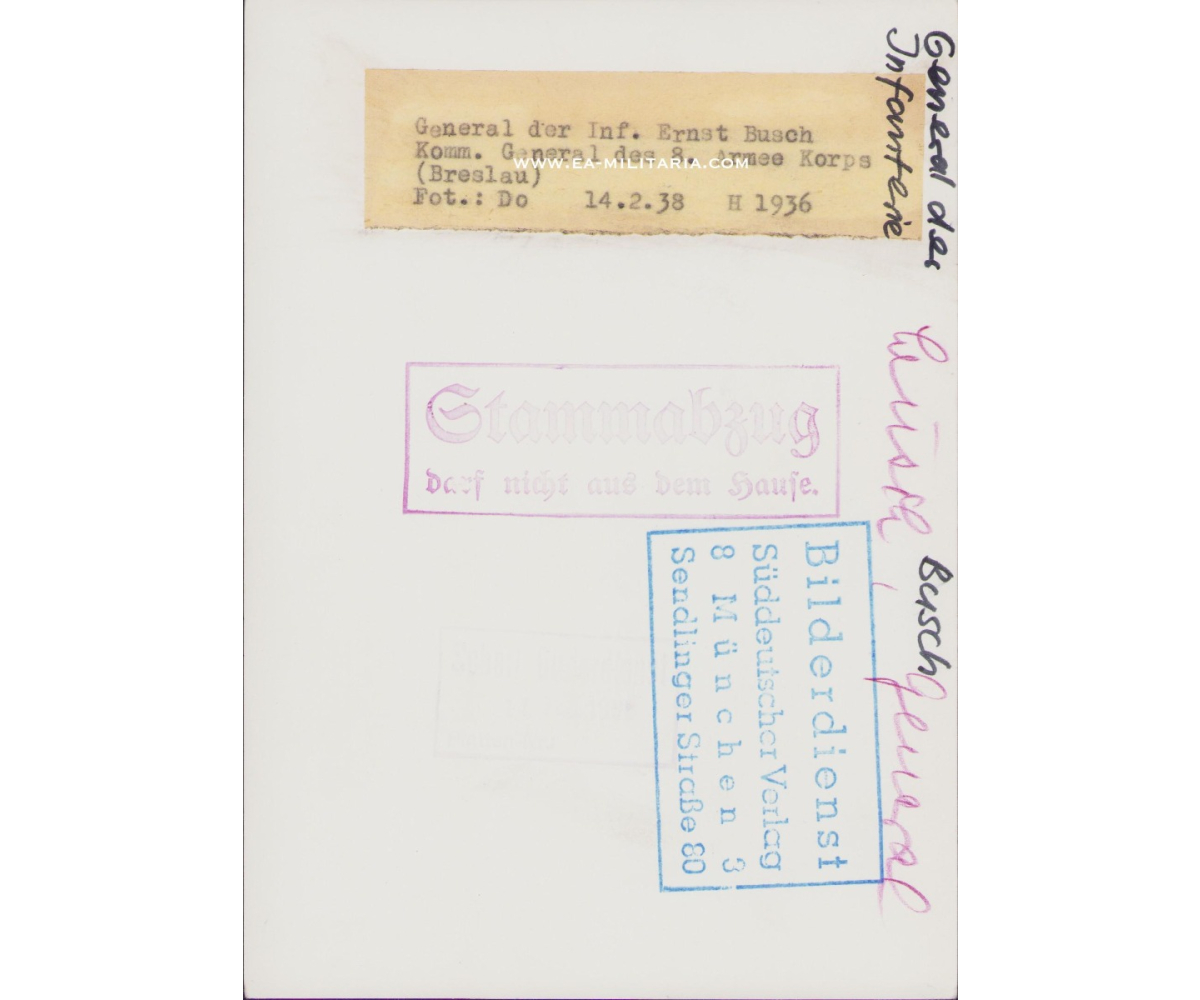 General der Inf. Ernst Busch
Komm. General des 8. Armee Korps
(Breslau)
Fot.: Do 14.2.38 H 1936
WWW.EA-MILITARIA.COM
General der
Infanterie
Busch
Busch, General
Stammabzug
darf nicht aus dem Hause.
Bilderdienst
Süddeutscher Verlag
8 München 3
Sendlinger Straße 80